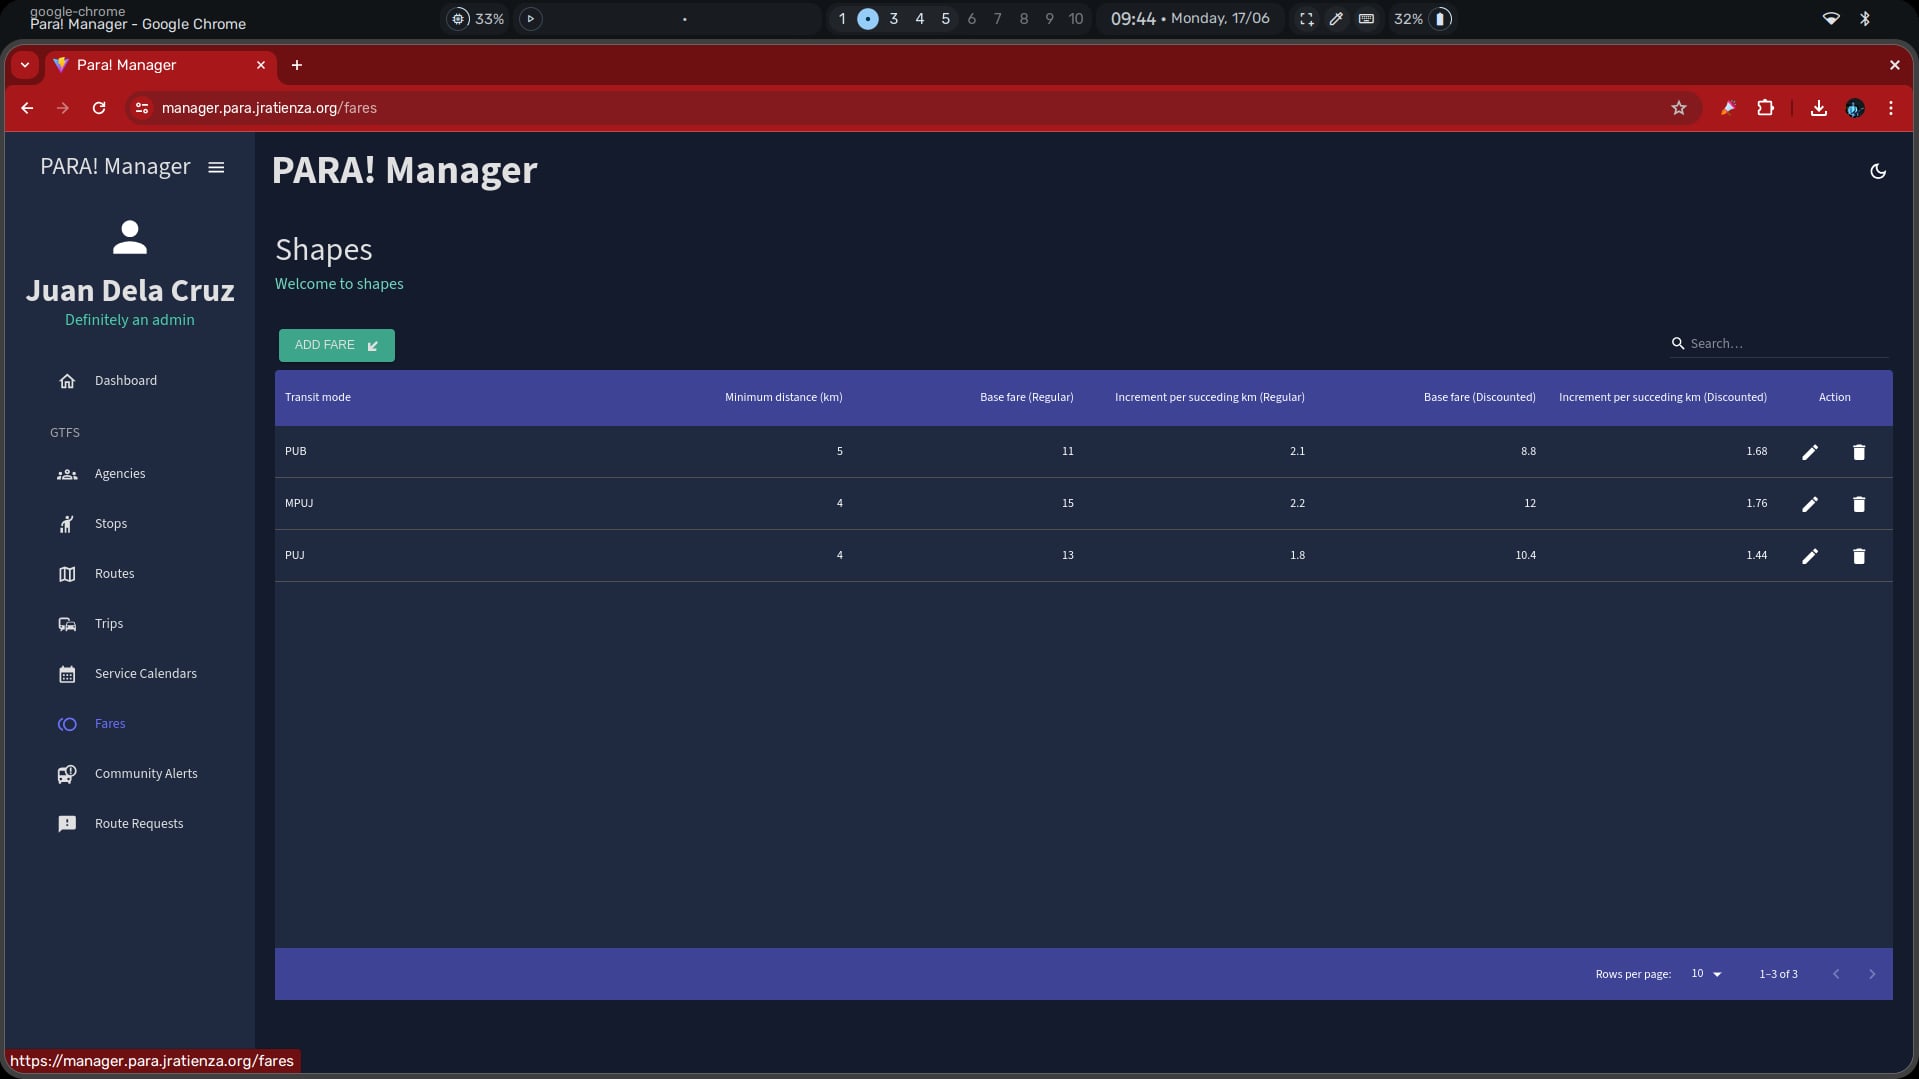 google-chrome
Para! Manager - Google Chrome
33%
1 3 4 5 6 7 8 9 10
09:44 • Monday, 17/06
32%
Para! Manager
manager.para.jratienza.org/fares
PARA! Manager
Juan Dela Cruz
Definitely an admin
Dashboard
GTFS
Agencies
Stops
Routes
Trips
Service Calendars
Fares
Community Alerts
Route Requests
PARA! Manager
Shapes
Welcome to shapes
ADD FARE
Search…
Transit mode Minimum distance (km) Base fare (Regular) Increment per succeding km (Regular) Base fare (Discounted) Increment per succeding km (Discounted) Action
PUB 5 11 2.1 8.8 1.68
MPUJ 4 15 2.2 12 1.76
PUJ 4 13 1.8 10.4 1.44
Rows per page: 10 1–3 of 3
https://manager.para.jratienza.org/fares